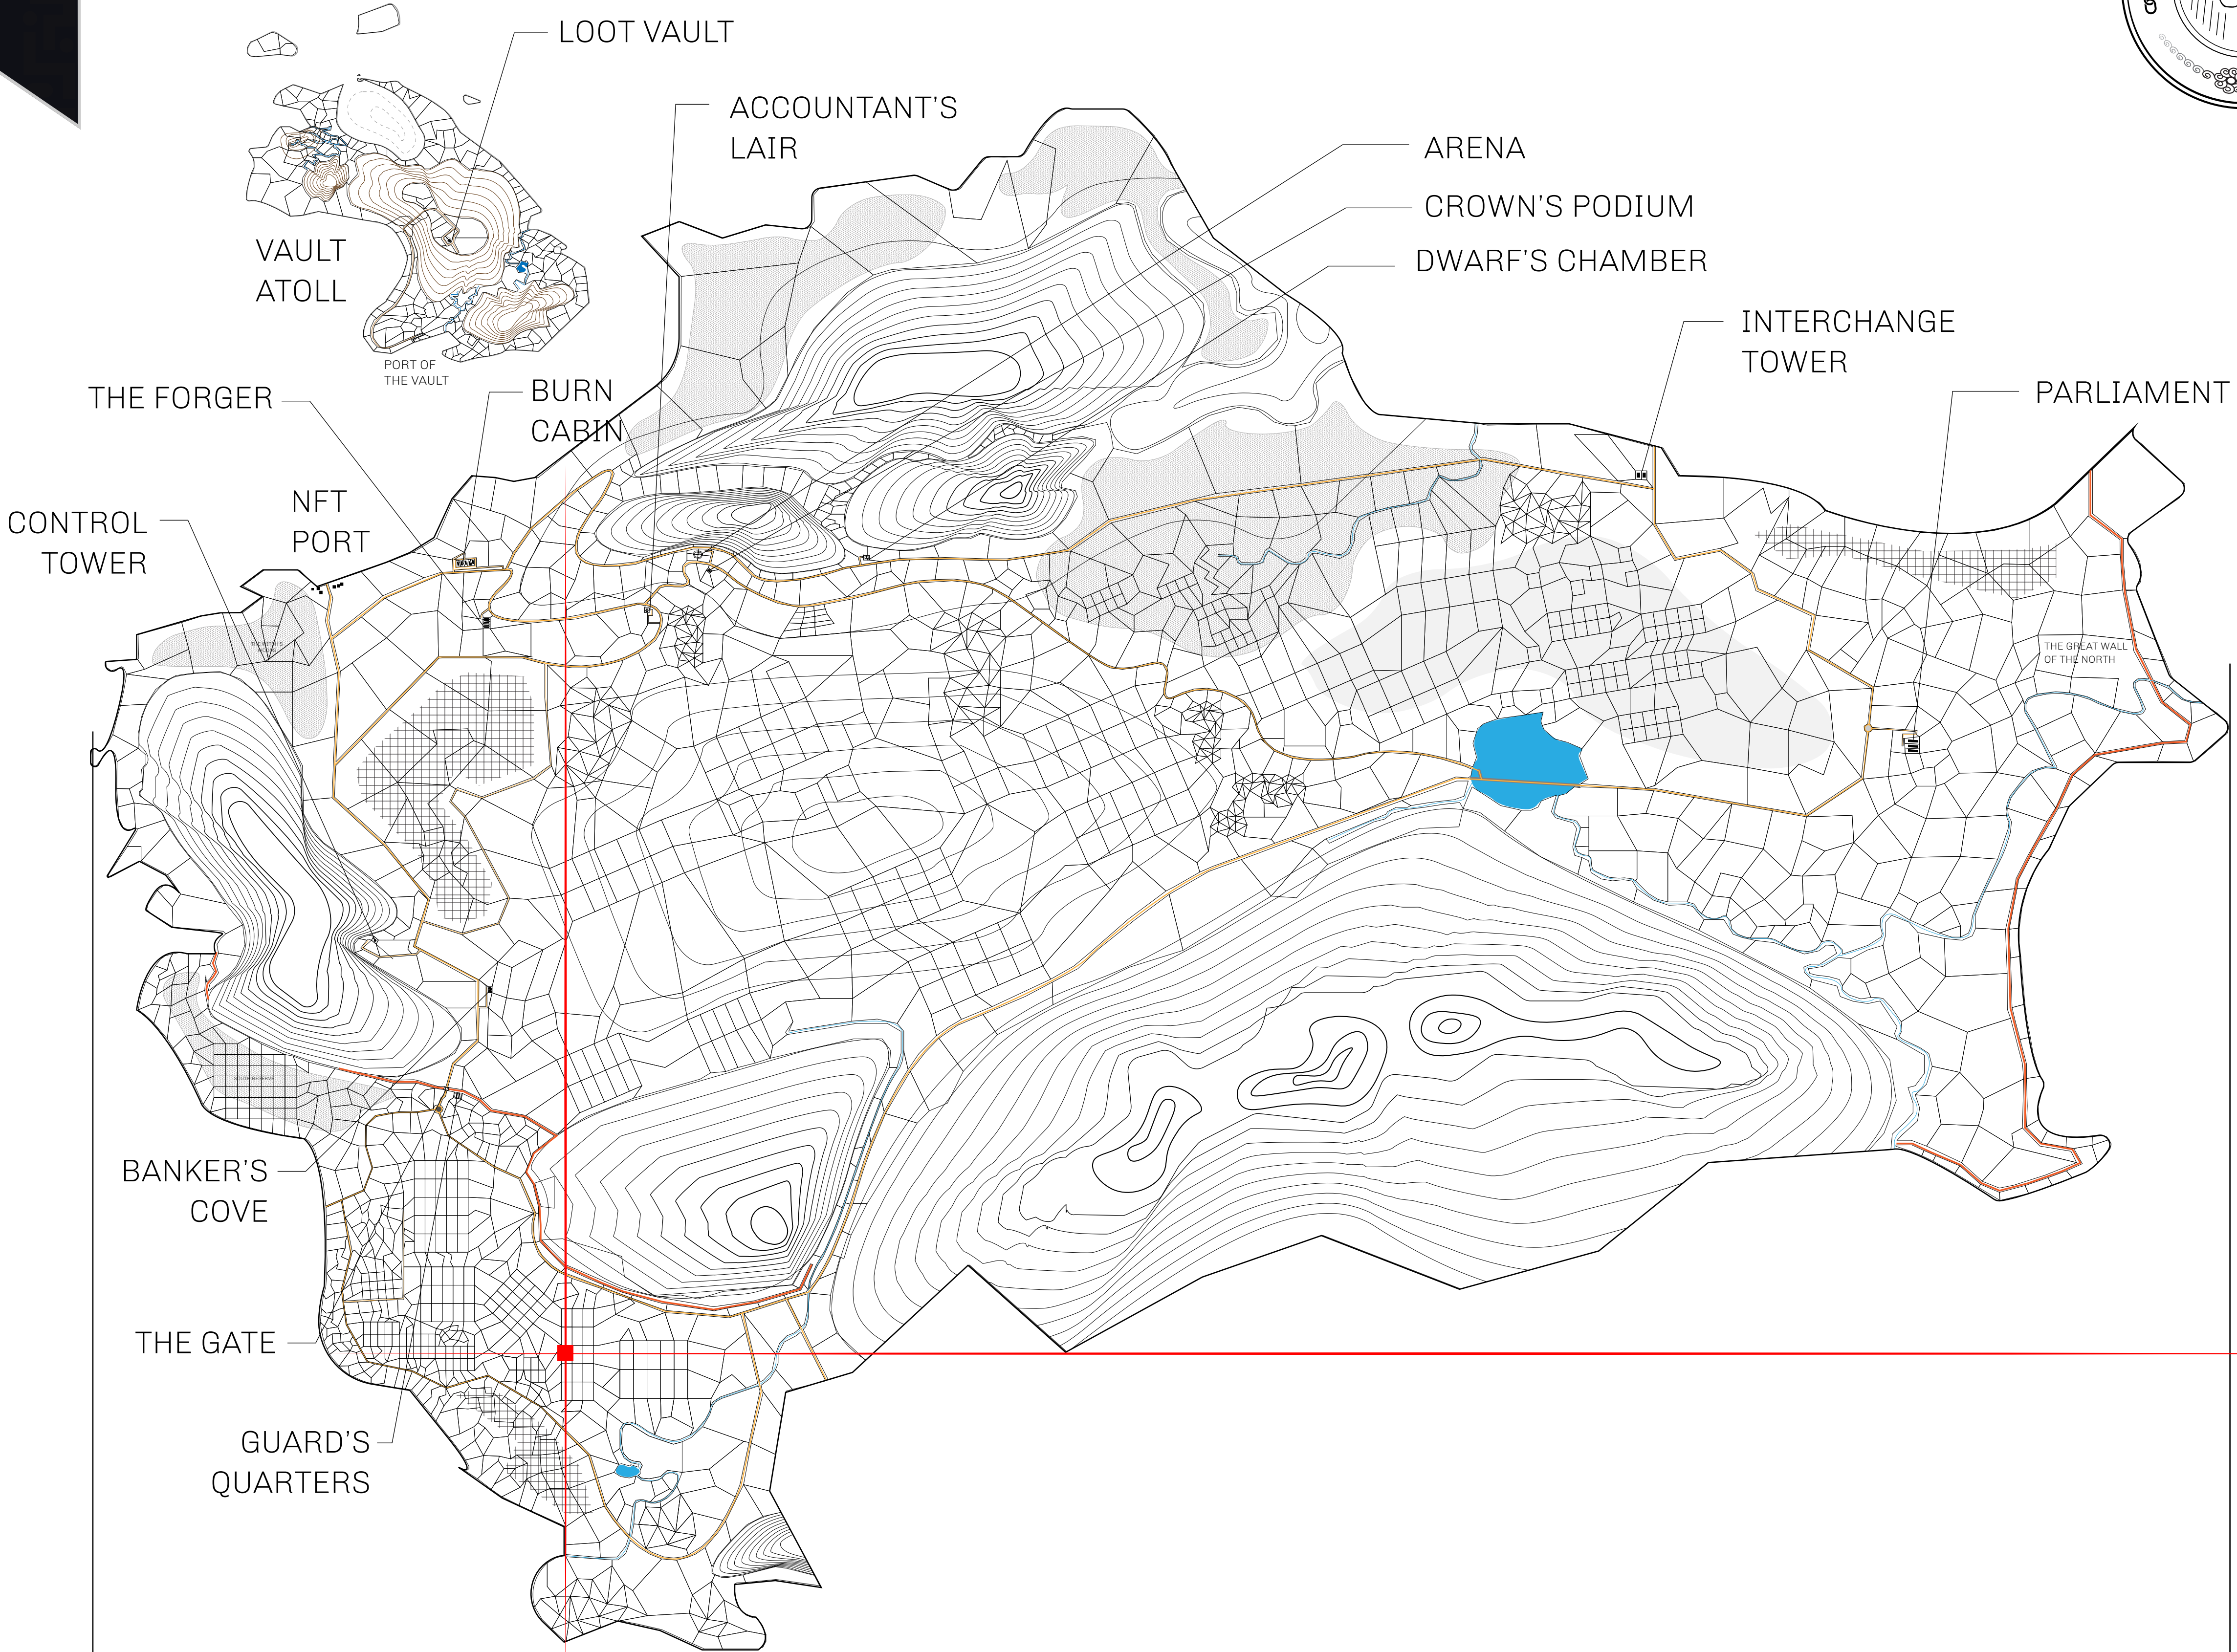 LOOT VAULT
ACCOUNTANT'S
LAIR
ARENA
CROWN'S PODIUM
DWARF'S CHAMBER
VAULT
ATOLL
INTERCHANGE
TOWER
PORT OF
THE VAULT
THE FORGER
BURN
CABIN
PARLIAMENT
NFT
PORT
CONTROL
TOWER
THE GREAT WALL
OF THE NORTH
SOUTH RESERVE
BANKER'S
COVE
THE GATE
GUARD'S
QUARTERS